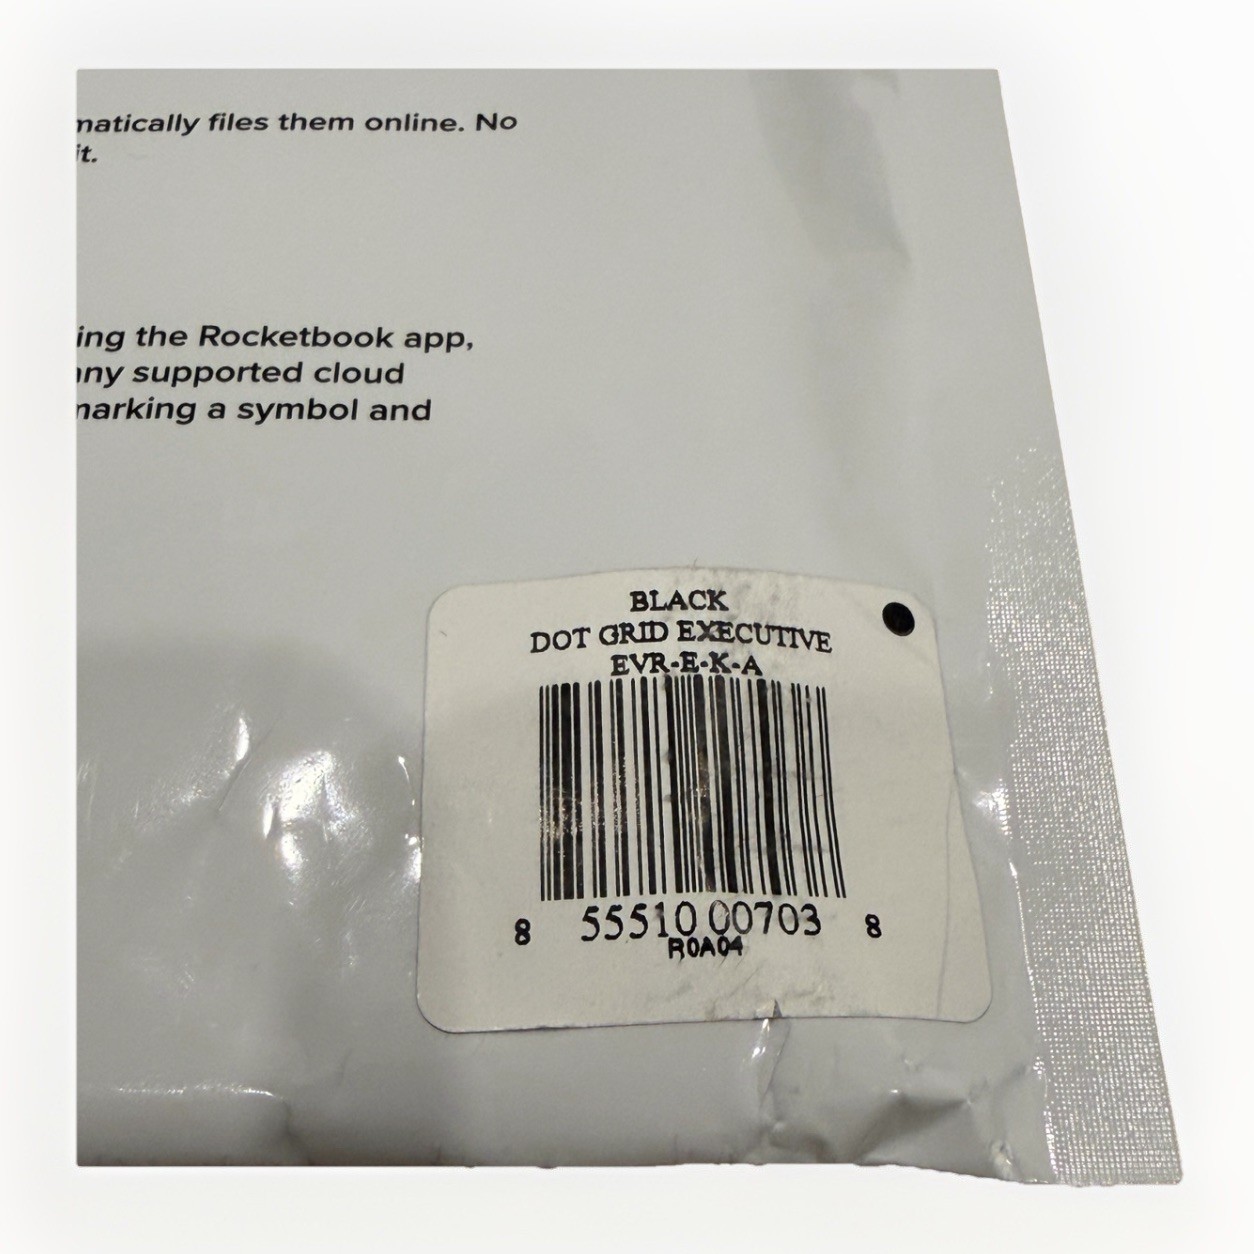 matically files them online. No
it.
ing the Rocketbook app,
any supported cloud
marking a symbol and
BLACK
DOT GRID EXECUTIVE
EVR-E-K-A
8 55510 00703 8
R0A04